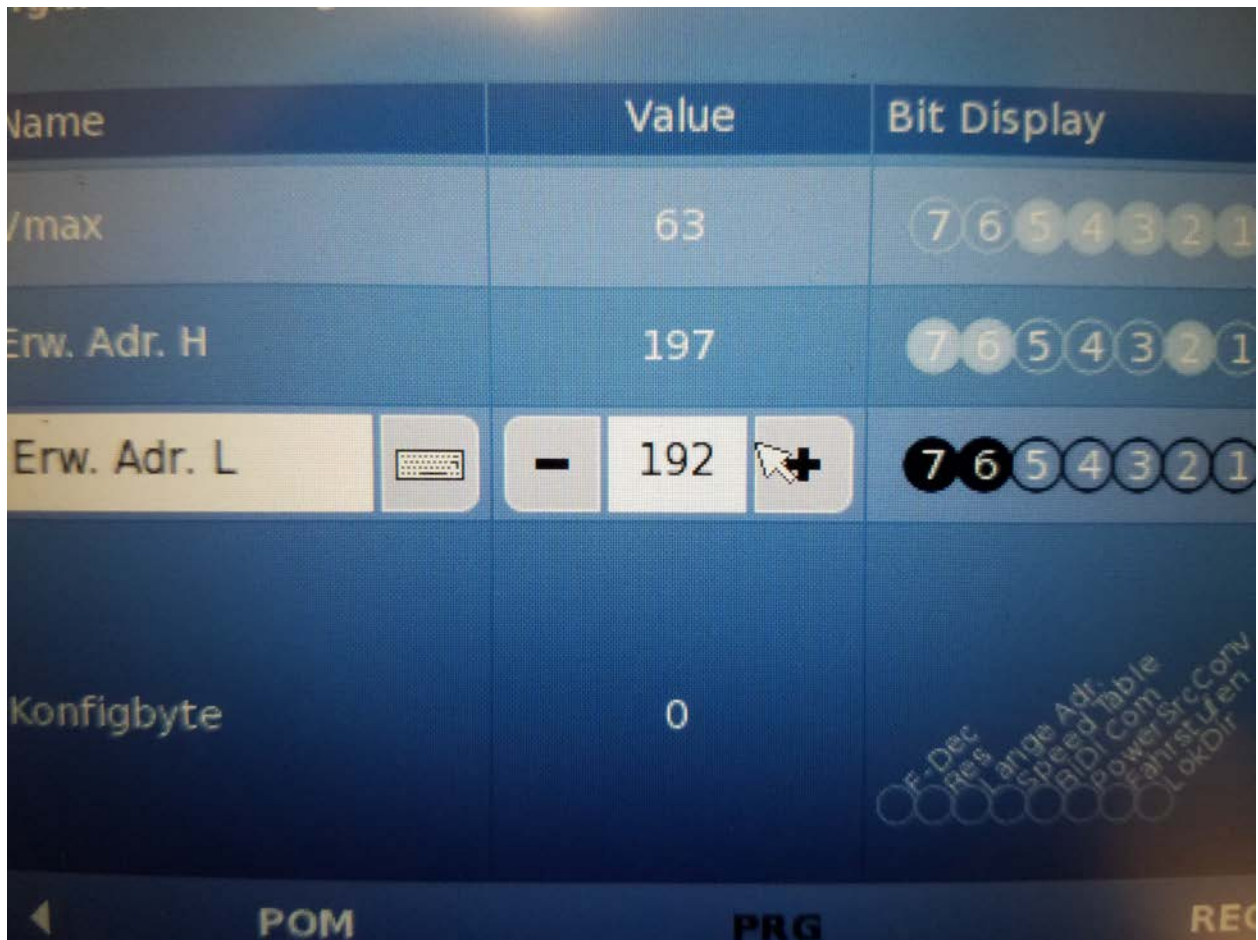 Name Value Bit Display
/max 63 7 6 5 4 3 2 1
Erw. Adr. H 197 7 6 5 4 3 2 1
Erw. Adr. L - 192 + 7 6 5 4 3 2 1
Konfigbyte 0 F-Dec Res Lange Adr. Speed Table BIDI Com PowerSrcConv Fahrstufen LokDir
POM PRG REC